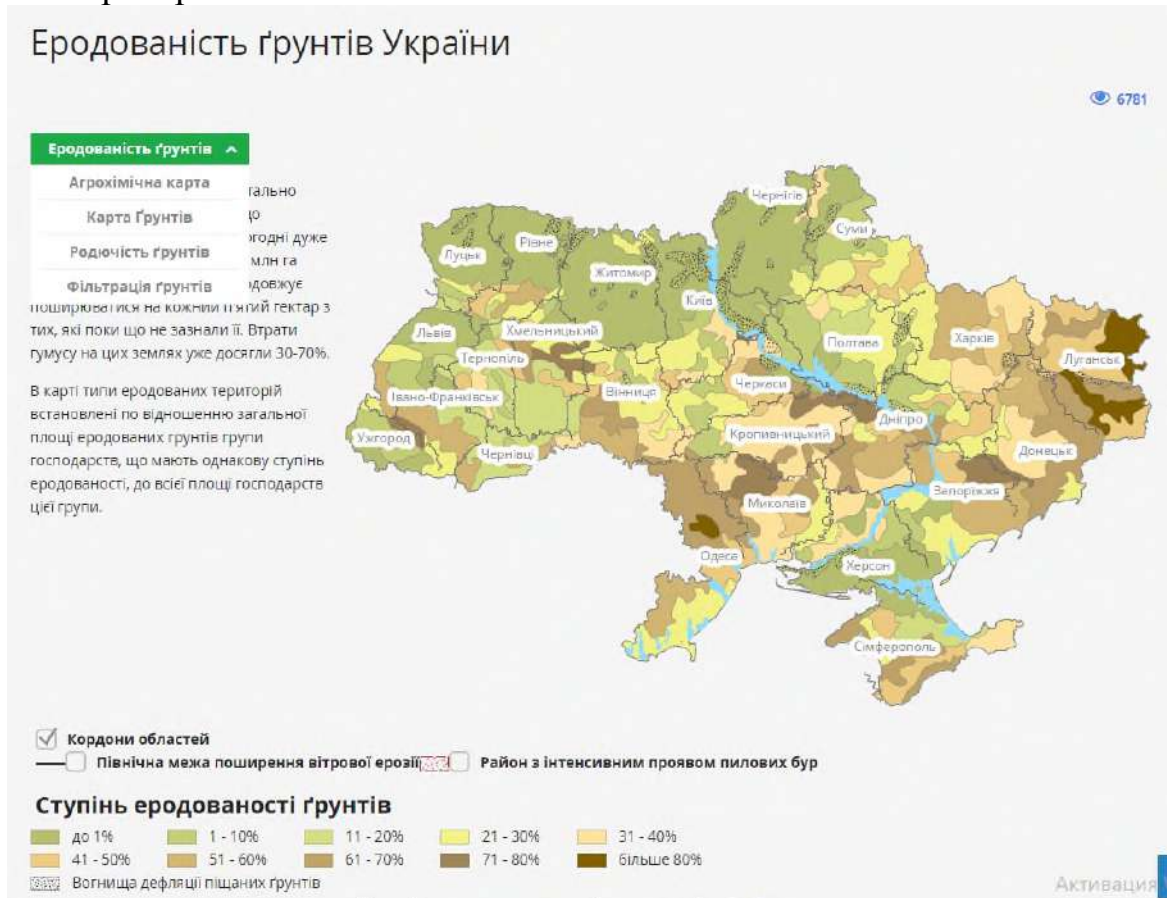 Еродованість ґрунтів України
6781
Еродованість ґрунтів
Агрохімічна карта
Карта Ґрунтів
Родючість ґрунтів
Фільтрація ґрунтів
тально
огодні дуже
млн га
довжує
поширюватися на кожний п'ятий гектар з
тих, які поки що не зазнали її. Втрати
гумусу на цих землях уже досягли 30-70%.
В карті типи еродованих територій
встановлені по відношенню загальної
площі еродованих ґрунтів групи
господарств, що мають однакову ступінь
еродованості, до всієї площі господарств
цієї групи.
Чернігів
Суми
Луцьк
Рівне
Житомир
Київ
Львів
Хмельницький
Тернопіль
Полтава
Харків
Луганськ
Івано-Франківськ
Вінниця
Черкаси
Дніпро
Ужгород
Чернівці
Кропивницький
Донецьк
Миколаїв
Запоріжжя
Одеса
Херсон
Сімферополь
Кордони областей
Північна межа поширення вітрової ерозії
Район з інтенсивним проявом пилових бур
Ступінь еродованості ґрунтів
до 1% 1 - 10% 11 - 20% 21 - 30% 31 - 40%
41 - 50% 51 - 60% 61 - 70% 71 - 80% більше 80%
Вогнища дефляції піщаних ґрунтів
Активация